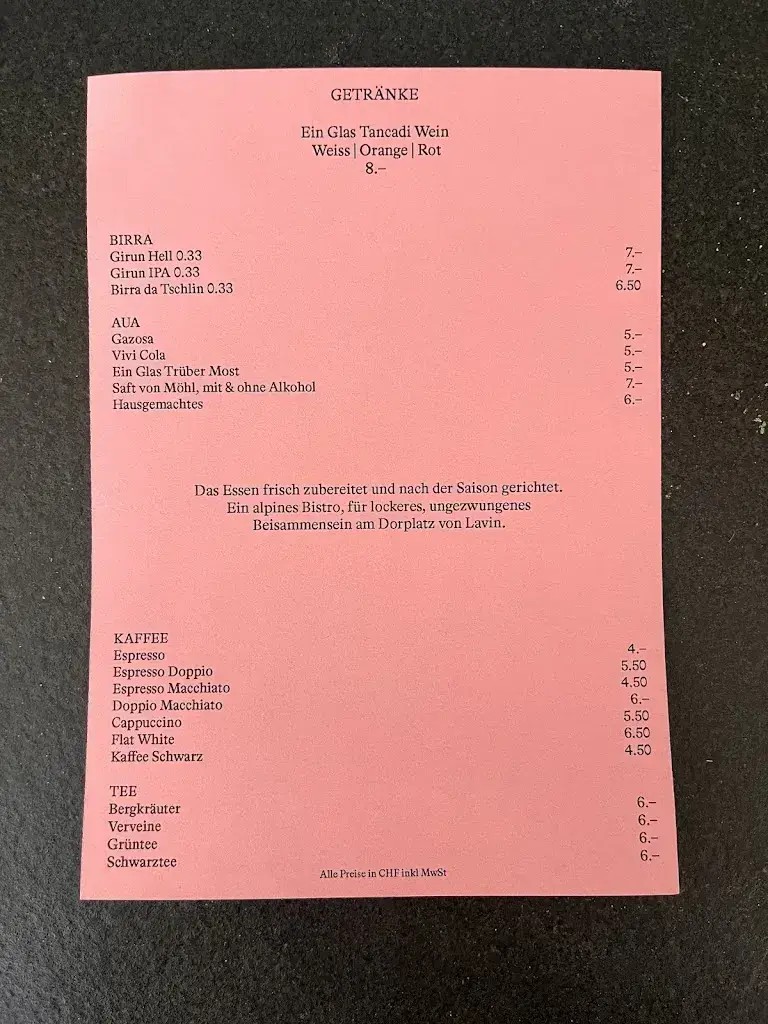 GETRÄNKE
Ein Glas Tancadi Wein
Weiss | Orange | Rot
8.–
BIRRA
Girun Hell 0.33 7.–
Girun IPA 0.33 7.–
Birra da Tschlin 0.33 6.50
AUA
Gazosa 5.–
Vivi Cola 5.–
Ein Glas Trüber Most 5.–
Saft von Möhl, mit & ohne Alkohol 7.–
Hausgemachtes 6.–
Das Essen frisch zubereitet und nach der Saison gerichtet.
Ein alpines Bistro, für lockeres, ungezwungenes
Beisammensein am Dorplatz von Lavin.
KAFFEE
Espresso 4.–
Espresso Doppio 5.50
Espresso Macchiato 4.50
Doppio Macchiato 6.–
Cappuccino 5.50
Flat White 6.50
Kaffee Schwarz 4.50
TEE
Bergkräuter 6.–
Verveine 6.–
Grüntee 6.–
Schwarztee 6.–
Alle Preise in CHF inkl MwSt